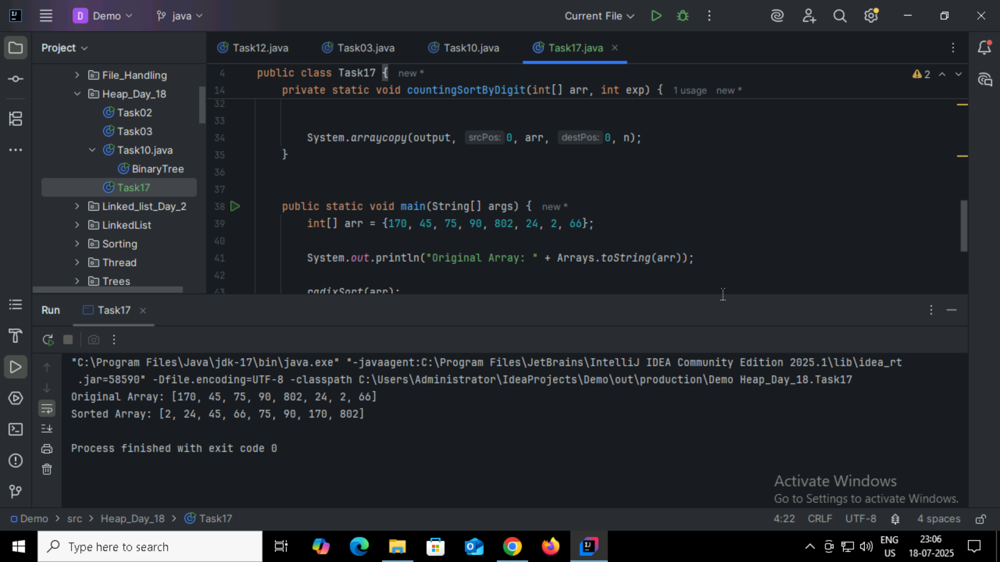 D Demo java Current File
Project
Task12.java Task03.java Task10.java Task17.java
File_Handling
Heap_Day_18
Task02
Task03
Task10.java
BinaryTree
Task17
Linked_list_Day_2
LinkedList
Sorting
Thread
Trees
4 public class Task17 { new *
2
14 private static void countingSortByDigit(int[] arr, int exp) { 1 usage new *
32
33
34 System.arraycopy(output, srcPos: 0, arr, destPos: 0, n);
35 }
36
37
38 public static void main(String[] args) { new *
39 int[] arr = {170, 45, 75, 90, 802, 24, 2, 66};
40
41 System.out.println("Original Array: " + Arrays.toString(arr));
42
43 radixSort(arr);
Run Task17
"C:\Program Files\Java\jdk-17\bin\java.exe" "-javaagent:C:\Program Files\JetBrains\IntelliJ IDEA Community Edition 2025.1\lib\idea_rt
.jar=58590" -Dfile.encoding=UTF-8 -classpath C:\Users\Administrator\IdeaProjects\Demo\out\production\Demo Heap_Day_18.Task17
Original Array: [170, 45, 75, 90, 802, 24, 2, 66]
Sorted Array: [2, 24, 45, 66, 75, 90, 170, 802]
Process finished with exit code 0
Activate Windows
Go to Settings to activate Windows.
Demo > src > Heap_Day_18 > Task17
4:22 CRLF UTF-8 4 spaces
Type here to search
ENG
US
23:06
18-07-2025